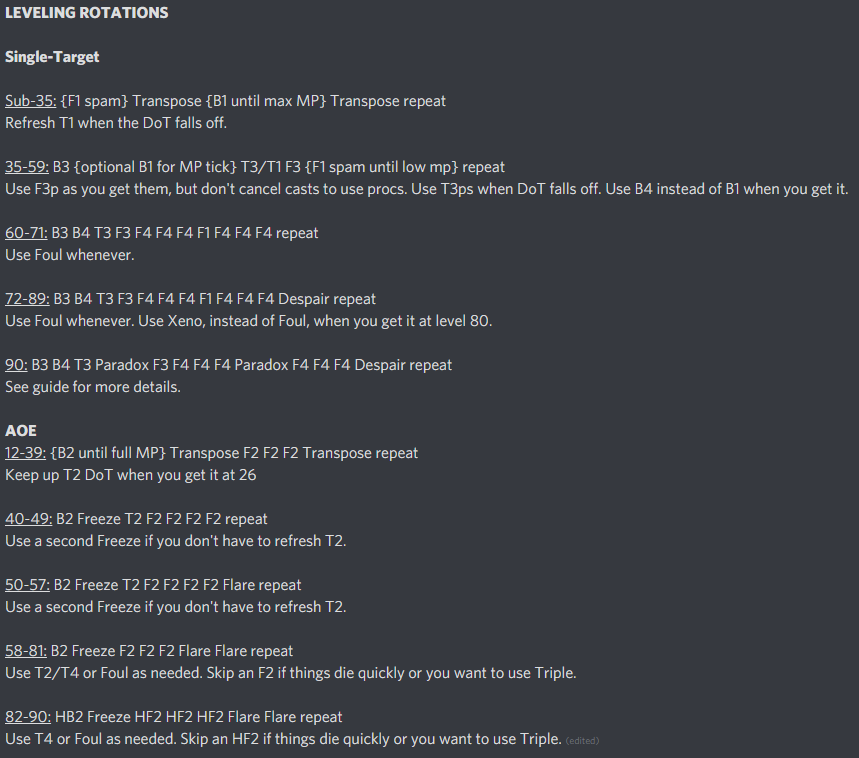 LEVELING ROTATIONS
Single-Target
Sub-35: {F1 spam} Transpose {B1 until max MP} Transpose repeat
Refresh T1 when the DoT falls off.
35-59: B3 {optional B1 for MP tick} T3/T1 F3 {F1 spam until low mp} repeat
Use F3p as you get them, but don't cancel casts to use procs. Use T3ps when DoT falls off. Use B4 instead of B1 when you get it.
60-71: B3 B4 T3 F3 F4 F4 F4 F1 F4 F4 F4 repeat
Use Foul whenever.
72-89: B3 B4 T3 F3 F4 F4 F4 F1 F4 F4 F4 Despair repeat
Use Foul whenever. Use Xeno, instead of Foul, when you get it at level 80.
90: B3 B4 T3 Paradox F3 F4 F4 F4 Paradox F4 F4 F4 Despair repeat
See guide for more details.
AOE
12-39: {B2 until full MP} Transpose F2 F2 F2 Transpose repeat
Keep up T2 DoT when you get it at 26
40-49: B2 Freeze T2 F2 F2 F2 F2 repeat
Use a second Freeze if you don't have to refresh T2.
50-57: B2 Freeze T2 F2 F2 F2 F2 Flare repeat
Use a second Freeze if you don't have to refresh T2.
58-81: B2 Freeze F2 F2 F2 Flare Flare repeat
Use T2/T4 or Foul as needed. Skip an F2 if things die quickly or you want to use Triple.
82-90: HB2 Freeze HF2 HF2 HF2 Flare Flare repeat
Use T4 or Foul as needed. Skip an HF2 if things die quickly or you want to use Triple. (edited)